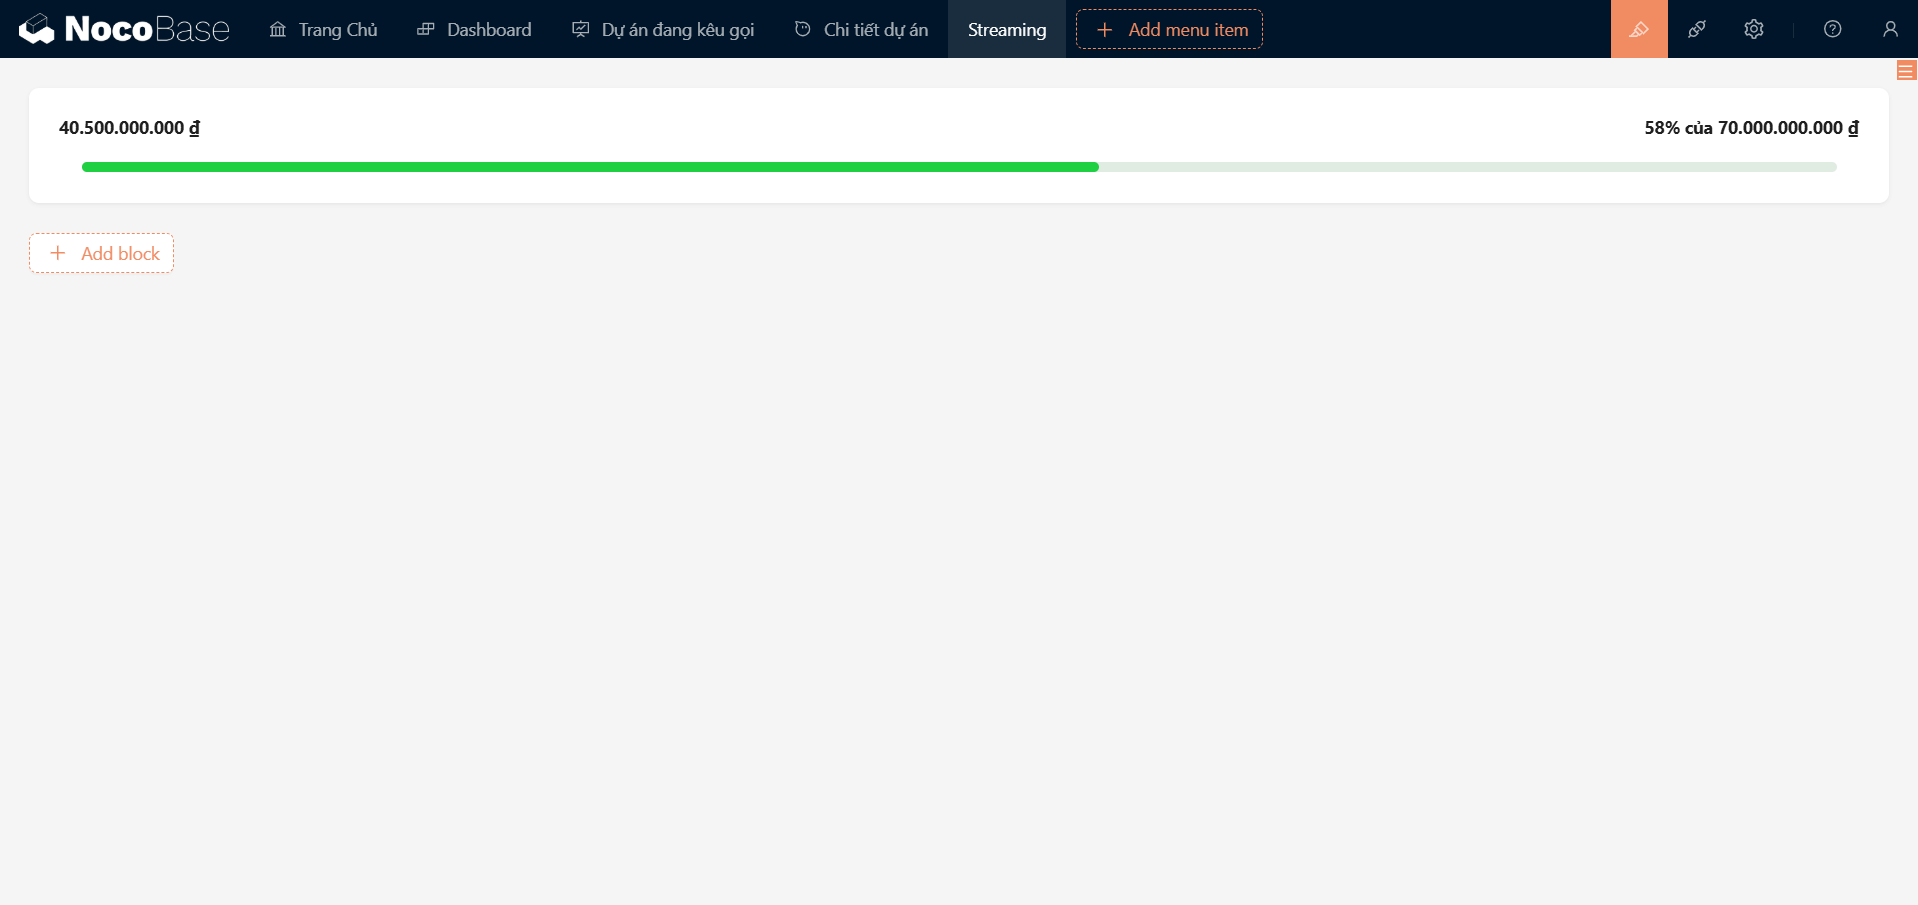 NocoBase Trang Chủ Dashboard Dự án đang kêu gọi Chi tiết dự án Streaming Add menu item
40.500.000.000 ₫ 58% của 70.000.000.000 ₫
Add block